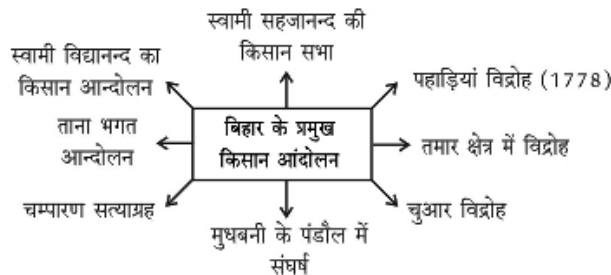 स्वामी सहजानन्द की
किसान सभा
स्वामी विद्यानन्द का
किसान आन्दोलन
पहाड़ियां विद्रोह (1778)
ताना भगत
आन्दोलन
बिहार के प्रमुख
किसान आंदोलन
तमार क्षेत्र में विद्रोह
चम्पारण सत्याग्रह
चुआर विद्रोह
मुधबनी के पंडौल में
संघर्ष